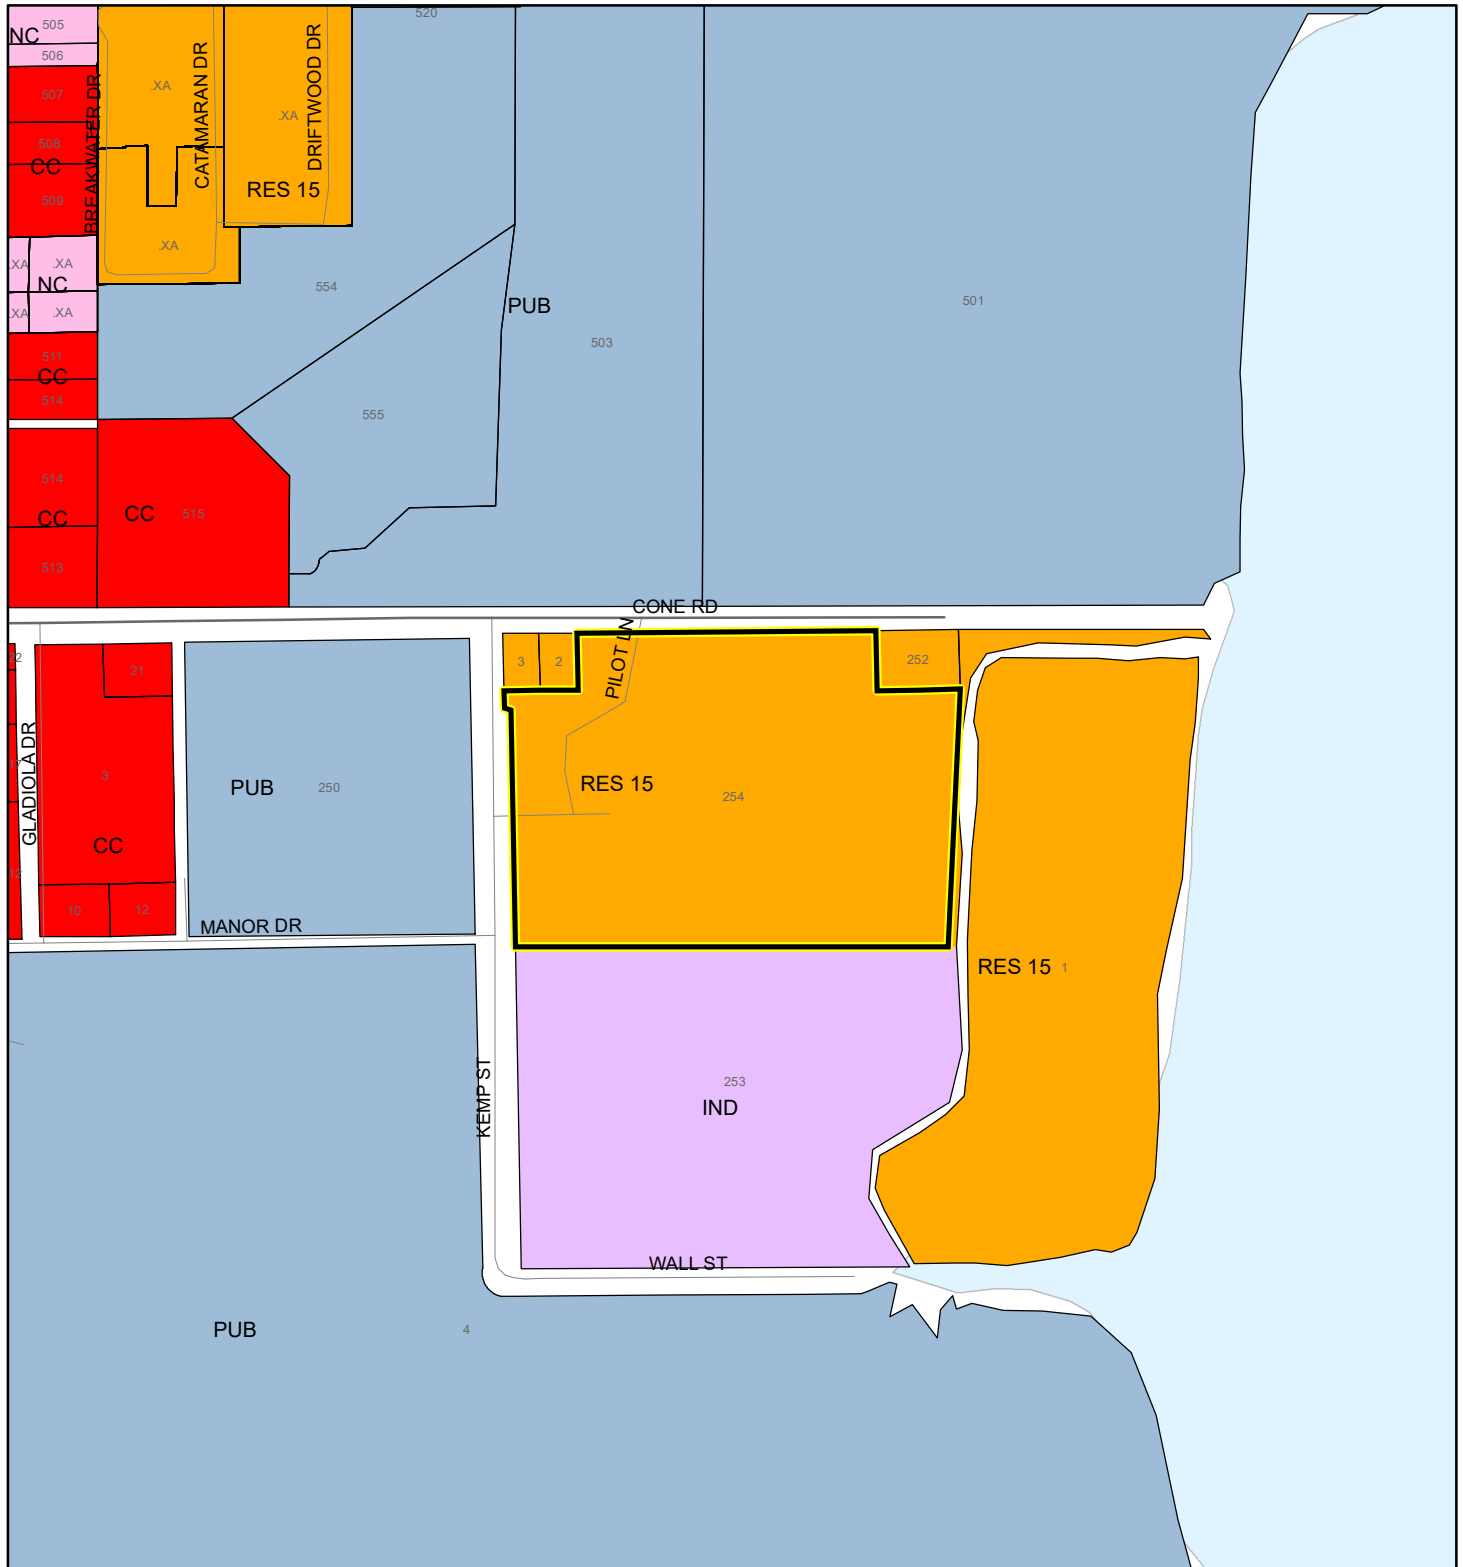 520
505
NC
506
507
508
CC
509
BREAKWATER DR
.XA
CATAMARAN DR
.XA
DRIFTWOOD DR
RES 15
.XA
.XA
.XA
NC
.XA
.XA
511
CC
514
554
PUB
503
501
555
514
CC
513
CC
515
CONE RD
22
21
GLADIOLA DR
17
3
CC
12
10
12
PUB
250
MANOR DR
3
2
PILOT LN
252
RES 15
254
RES 15
1
KEMP ST
253
IND
WALL ST
PUB
4